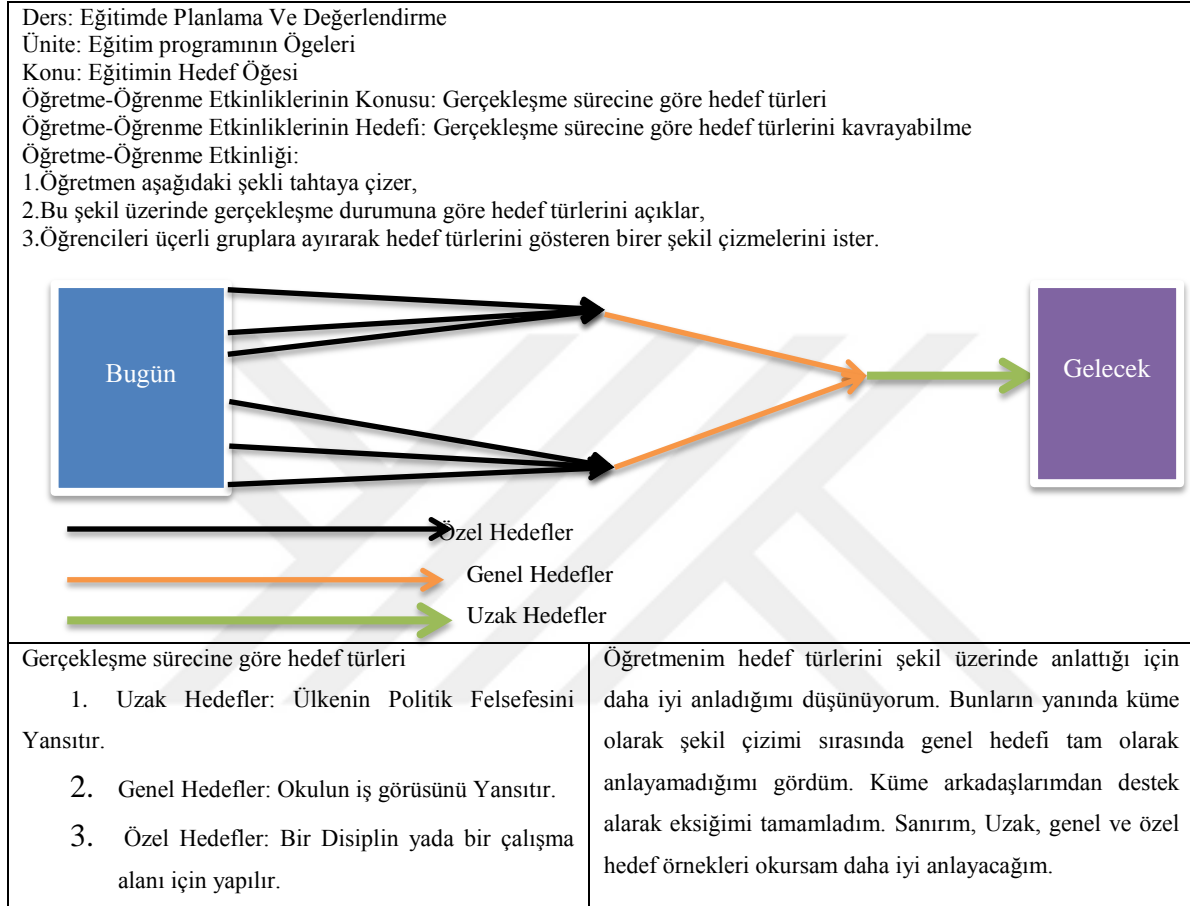 Ders: Eğitimde Planlama Ve Değerlendirme
Ünite: Eğitim programının Ögeleri
Konu: Eğitimin Hedef Öğesi
Öğretme-Öğrenme Etkinliklerinin Konusu: Gerçekleşme sürecine göre hedef türleri
Öğretme-Öğrenme Etkinliklerinin Hedefi: Gerçekleşme sürecine göre hedef türlerini kavrayabilme
Öğretme-Öğrenme Etkinliği:
1.Öğretmen aşağıdaki şekli tahtaya çizer,
2.Bu şekil üzerinde gerçekleşme durumuna göre hedef türlerini açıklar,
3.Öğrencileri üçerli gruplara ayırarak hedef türlerini gösteren birer şekil çizmelerini ister.
Bugün
Gelecek
Özel Hedefler
Genel Hedefler
Uzak Hedefler
Gerçekleşme sürecine göre hedef türleri
1. Uzak Hedefler: Ülkenin Politik Felsefesini
Yansıtır.
2. Genel Hedefler: Okulun iş görüsünü Yansıtır.
3. Özel Hedefler: Bir Disiplin yada bir çalışma
alanı için yapılır.
Öğretmenim hedef türlerini şekil üzerinde anlattığı için
daha iyi anladığımı düşünüyorum. Bunların yanında küme
olarak şekil çizimi sırasında genel hedefi tam olarak
anlayamadığımı gördüm. Küme arkadaşlarımdan destek
alarak eksiğimi tamamladım. Sanırım, Uzak, genel ve özel
hedef örnekleri okursam daha iyi anlayacağım.